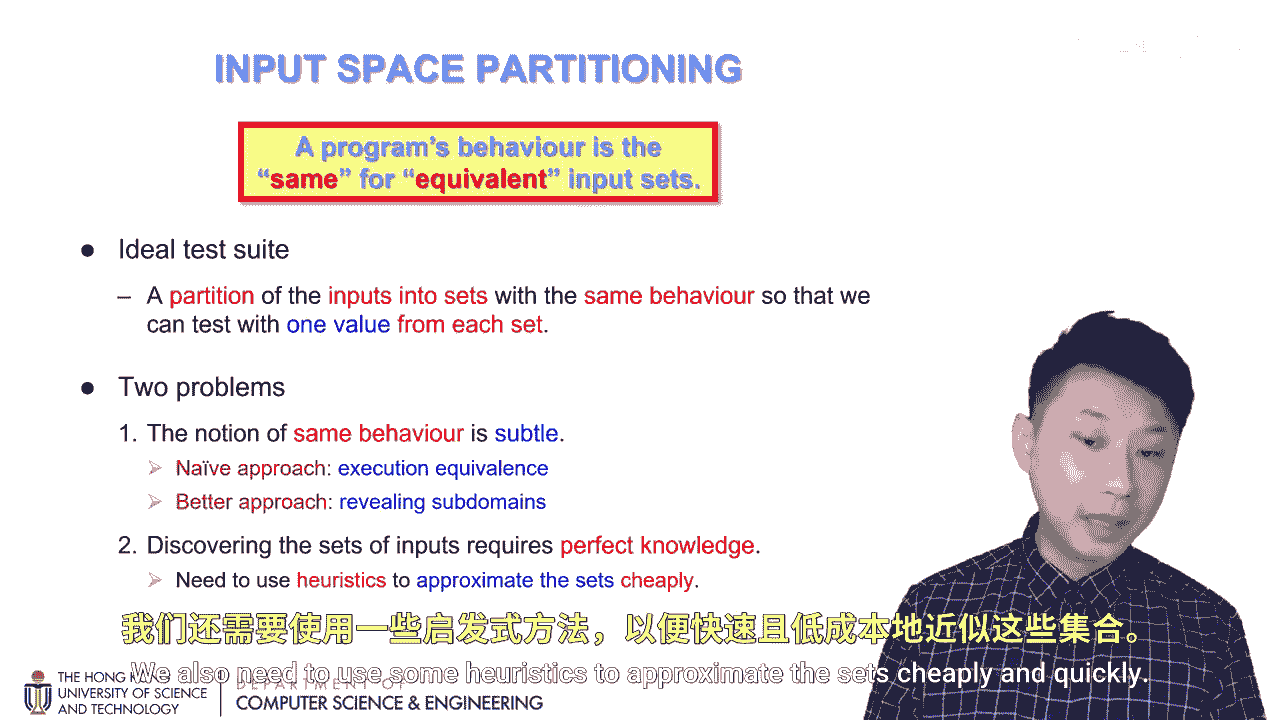 INPUT SPACE PARTITIONING
A program’s behaviour is the
“same” for “equivalent” input sets.
● Ideal test suite
– A partition of the inputs into sets with the same behaviour so that we
can test with one value from each set.
● Two problems
1. The notion of same behaviour is subtle.
➢ Naïve approach: execution equivalence
➢ Better approach: revealing subdomains
2. Discovering the sets of inputs requires perfect knowledge.
➢ Need to use heuristics to approximate the sets cheaply.
我们还需要使用一些启发式方法，以便快速且低成本地近似这些集合。
We also need to use some heuristics to approximate the sets cheaply and quickly.
THE HONG KONG
UNIVERSITY OF SCIENCE
AND TECHNOLOGY
DEPARTMENT OF
COMPUTER SCIENCE & ENGINEERING